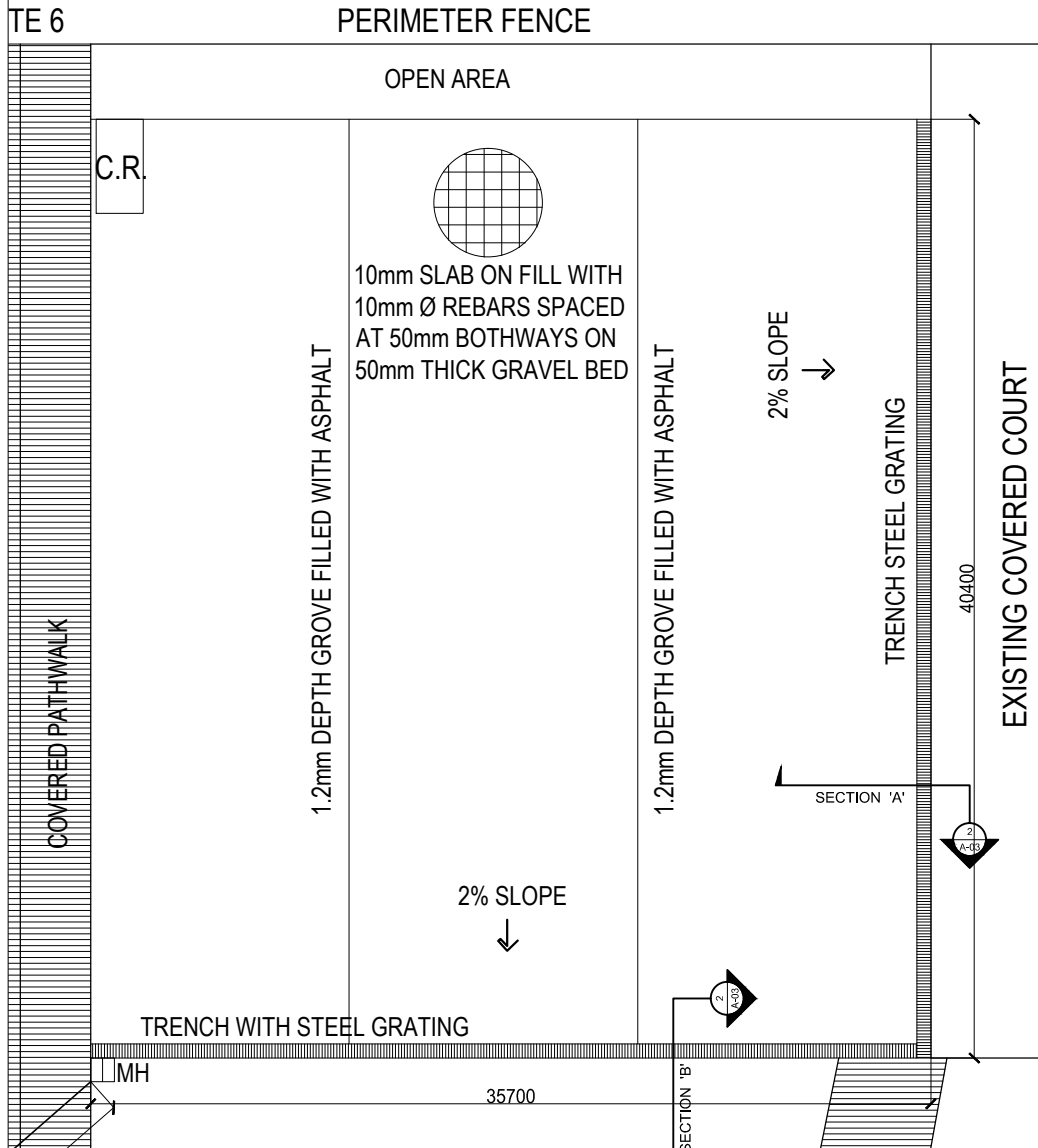 TE 6
PERIMETER FENCE
OPEN AREA
C.R.
10mm SLAB ON FILL WITH
10mm Ø REBARS SPACED
AT 50mm BOTHWAYS ON
50mm THICK GRAVEL BED
1.2mm DEPTH GROVE FILLED WITH ASPHALT
1.2mm DEPTH GROVE FILLED WITH ASPHALT
2% SLOPE
TRENCH STEEL GRATING
40400
EXISTING COVERED COURT
COVERED PATHWALK
SECTION 'A'
2
A-03
2% SLOPE
2
A-03
TRENCH WITH STEEL GRATING
MH
35700
SECTION 'B'